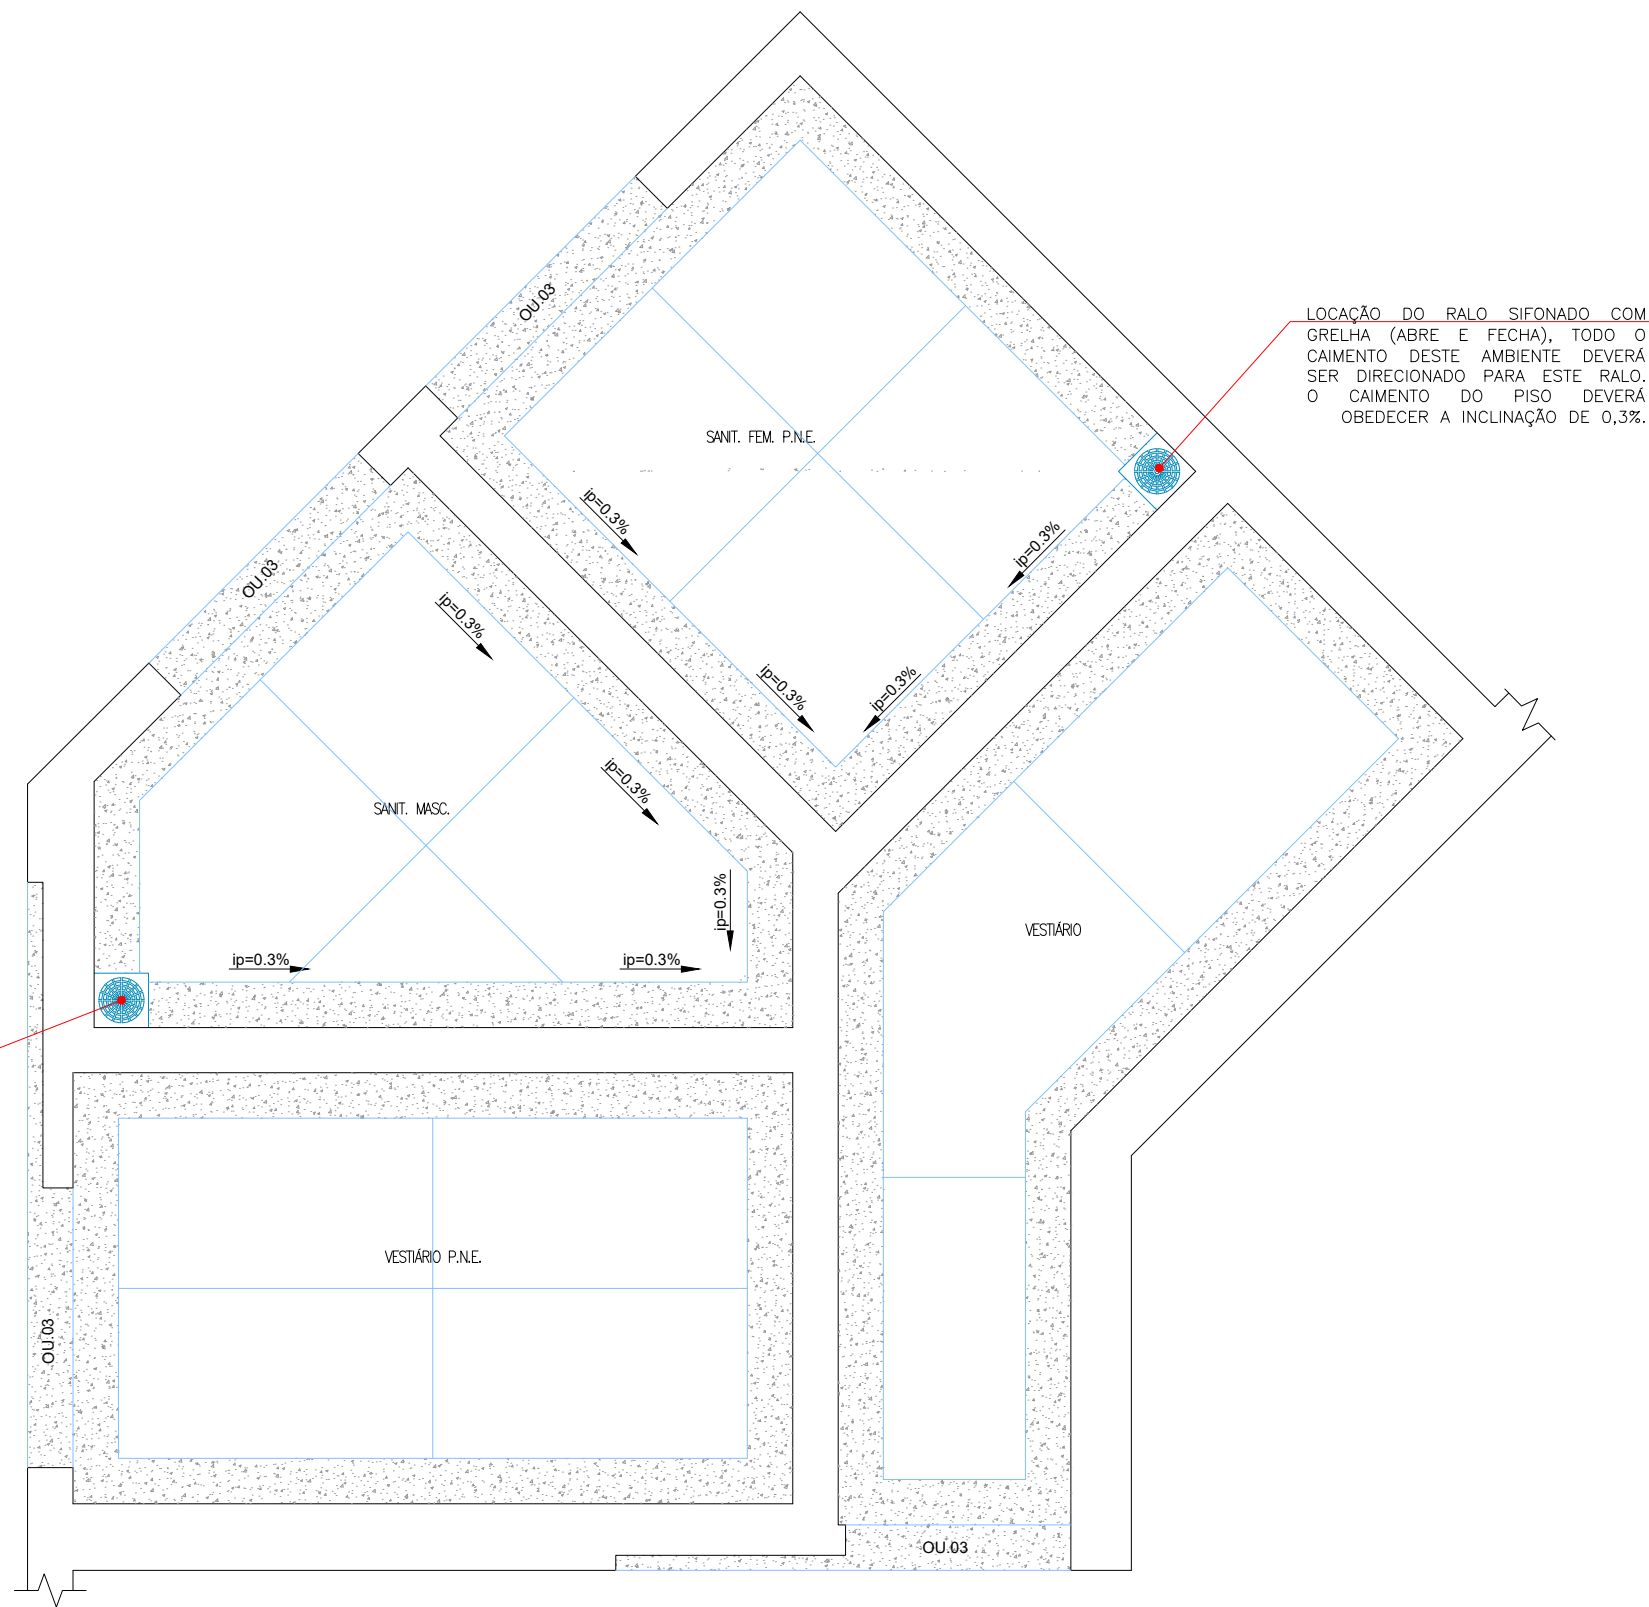 OU.03
LOCAÇÃO DO RALO SIFONADO COM
GRELHA (ABRE E FECHA), TODO O
CAIMENTO DESTE AMBIENTE DEVERÁ
SER DIRECIONADO PARA ESTE RALO.
O CAIMENTO DO PISO DEVERÁ
OBEDECER A INCLINAÇÃO DE 0,3%.
SANIT. FEM. P.N.E.
ip=0.3%
ip=0.3%
OU.03
ip=0.3%
ip=0.3%
ip=0.3%
ip=0.3%
SANIT. MASC.
ip=0.3%
VESTIÁRIO
ip=0.3%
ip=0.3%
VESTIÁRIO P.N.E.
OU.03
OU.03